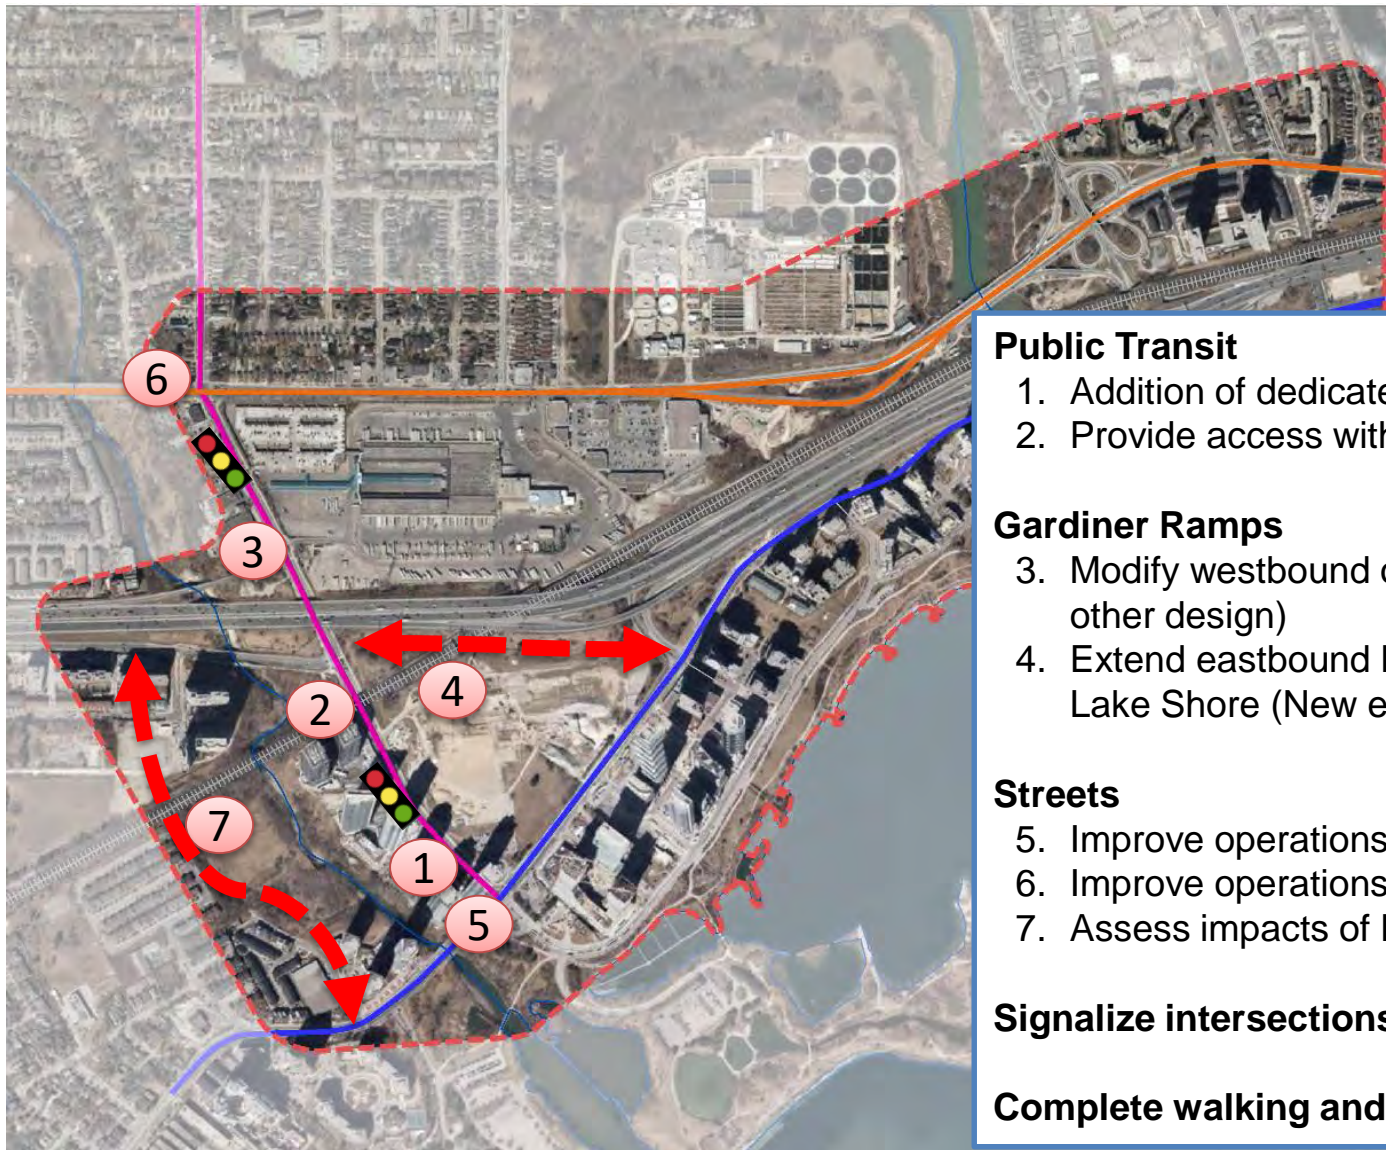 6
3
2
4
7
1
5
Public Transit
1. Addition of dedicate
2. Provide access with
Gardiner Ramps
3. Modify westbound
other design)
4. Extend eastbound
Lake Shore (New e
Streets
5. Improve operations
6. Improve operations
7. Assess impacts of
Signalize intersections
Complete walking and